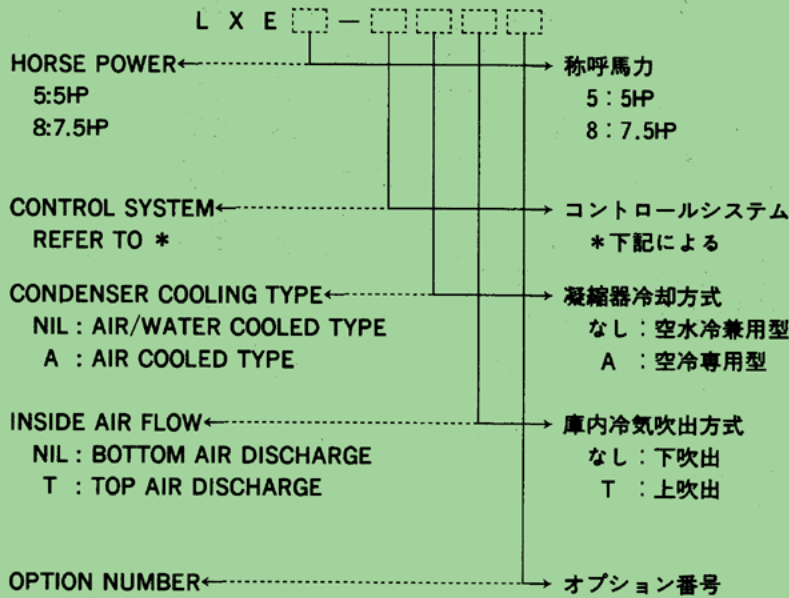 LXE –
HORSE POWER 称呼馬力
5:5HP 5:5HP
8:7.5HP 8:7.5HP
CONTROL SYSTEM コントロールシステム
REFER TO * *下記による
CONDENSER COOLING TYPE 凝縮器冷却方式
NIL : AIR/WATER COOLED TYPE なし:空水冷兼用型
A : AIR COOLED TYPE A :空冷専用型
INSIDE AIR FLOW 庫内冷気吹出方式
NIL : BOTTOM AIR DISCHARGE なし:下吹出
T : TOP AIR DISCHARGE T :上吹出
OPTION NUMBER オプション番号